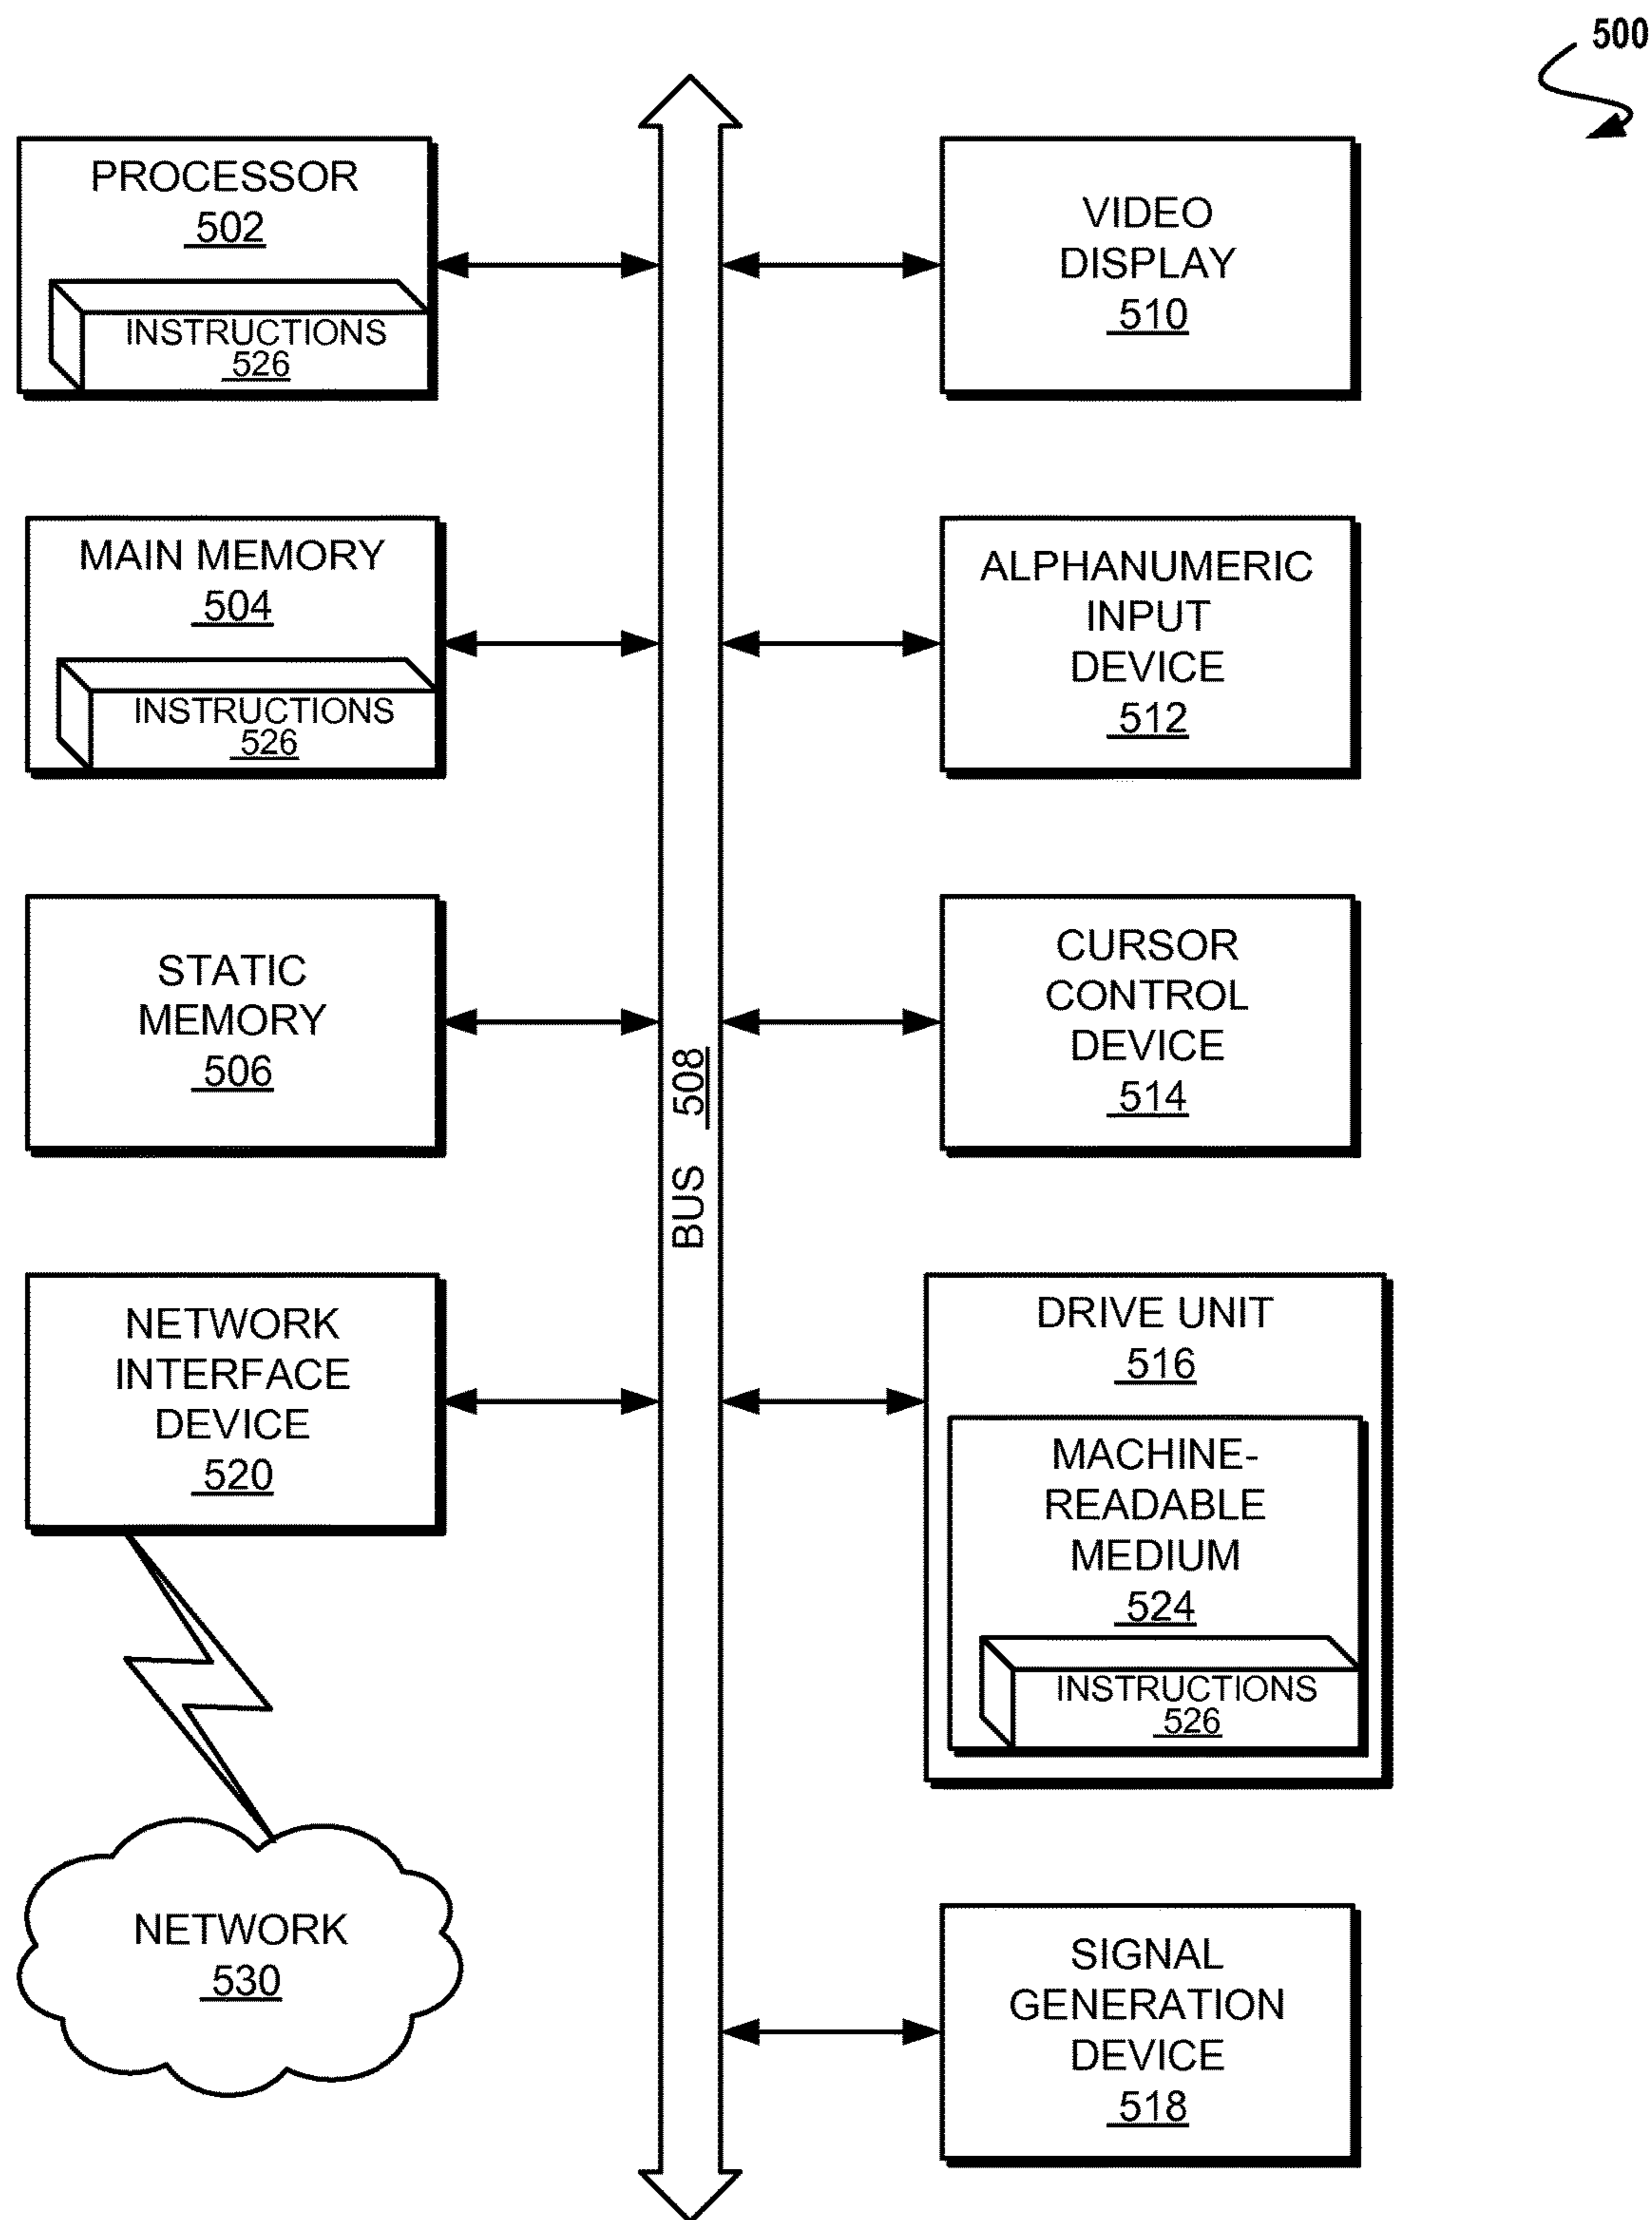 500
PROCESSOR
502
INSTRUCTIONS
526
VIDEO
DISPLAY
510
MAIN MEMORY
504
INSTRUCTIONS
526
ALPHANUMERIC
INPUT
DEVICE
512
STATIC
MEMORY
506
CURSOR
CONTROL
DEVICE
514
BUS 508
NETWORK
INTERFACE
DEVICE
520
DRIVE UNIT
516
MACHINE-
READABLE
MEDIUM
524
INSTRUCTIONS
526
NETWORK
530
SIGNAL
GENERATION
DEVICE
518